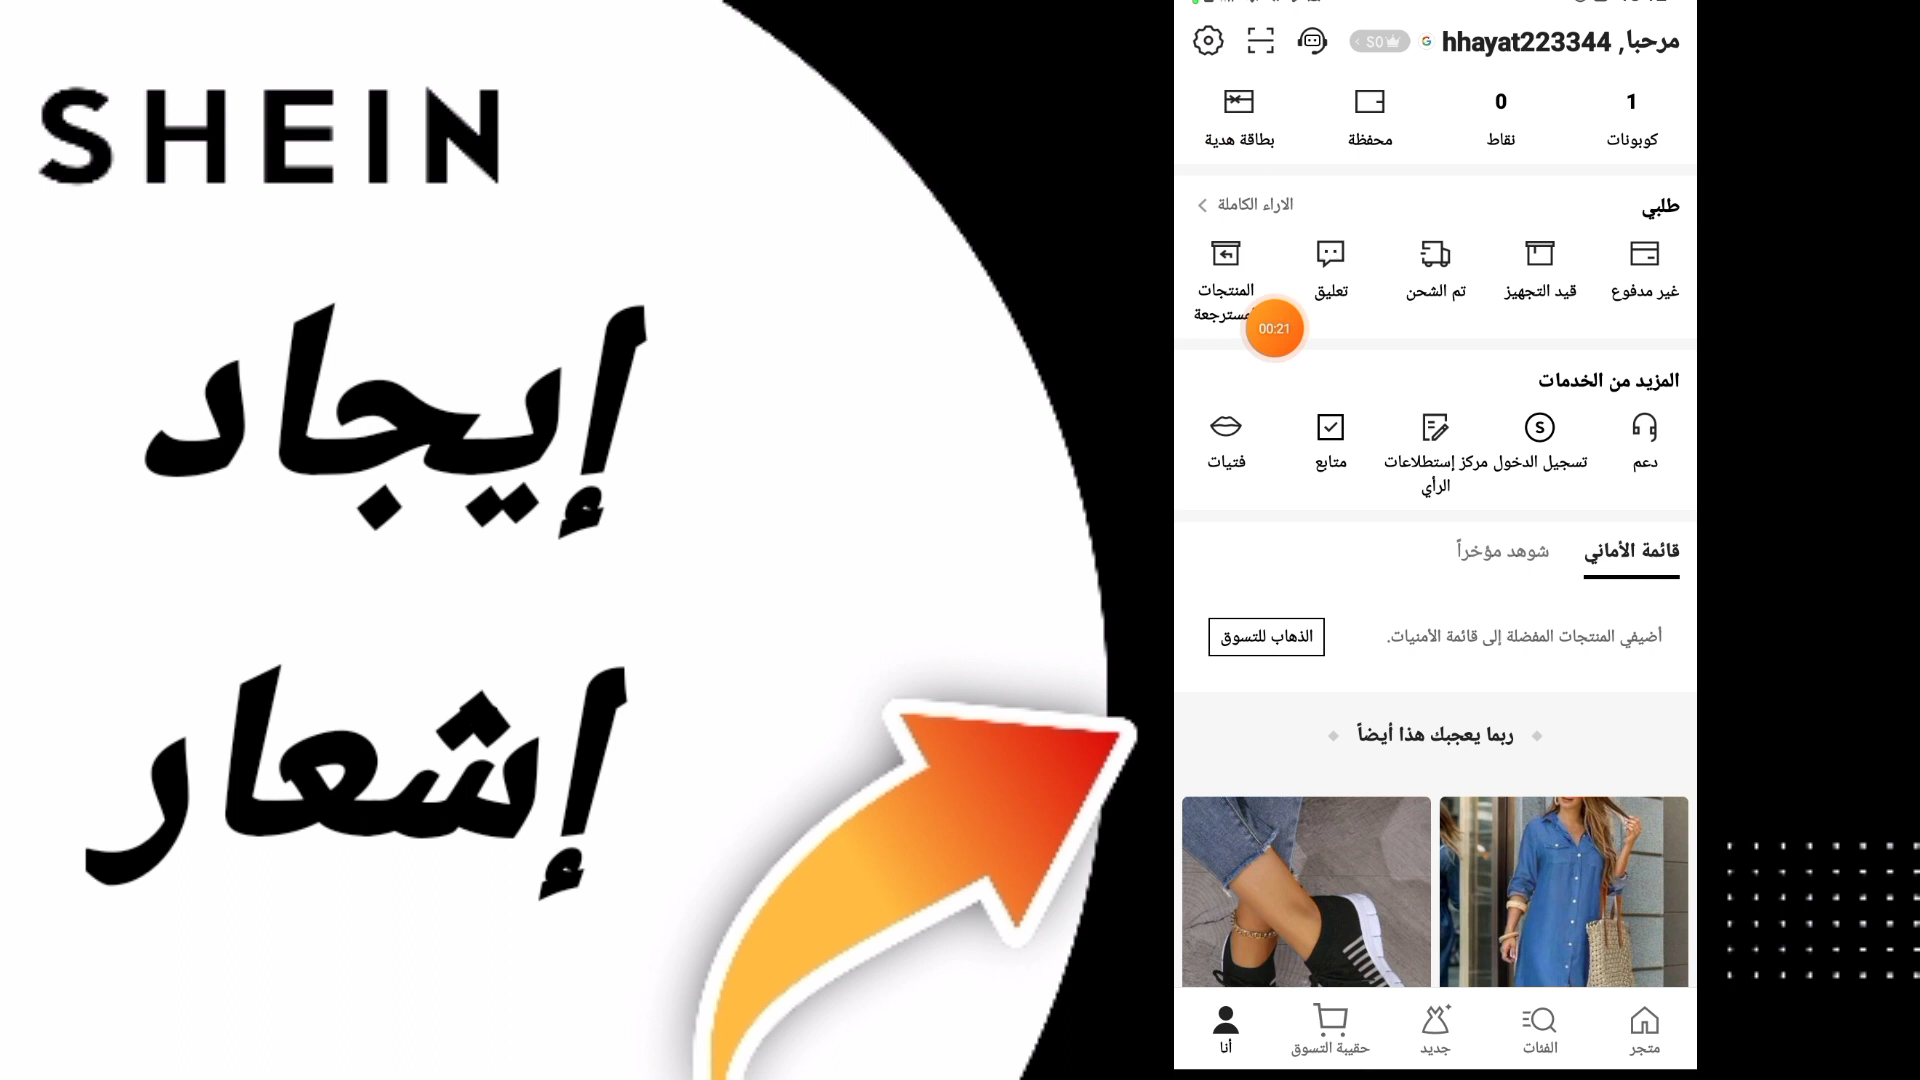 SHEIN
إيجاد
إشعار
مرحبا, hhayat223344
S0
1
كوبونات
0
نقاط
محفظة
بطاقة هدية
طلبي
الاراء الكاملة
غير مدفوع
قيد التجهيز
تم الشحن
تعليق
المنتجات
00:21
المزيد من الخدمات
دعم
تسجيل الدخول
مركز إستطلاعات
الرأي
متابع
فتيات
قائمة الأماني
شوهد مؤخراً
أضيفي المنتجات المفضلة إلى قائمة الأمنيات.
الذهاب للتسوق
ربما يعجبك هذا أيضاً
متجر
الفئات
جديد
حقيبة التسوق
أنا